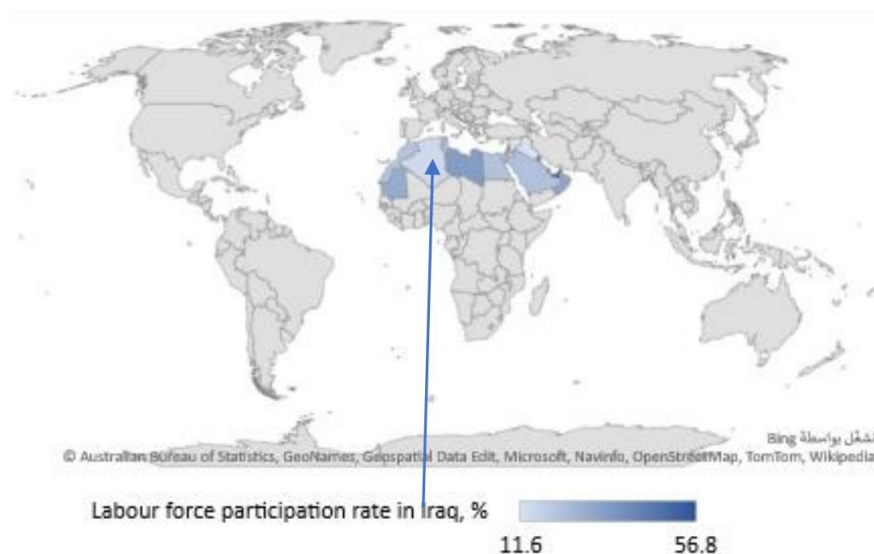 Bing مشغّل بواسطة
© Australian Bureau of Statistics, GeoNames, Geospatial Data Edit, Microsoft, Navinfo, OpenStreetMap, TomTom, Wikipedia
Labour force participation rate in Iraq, %
11.6 56.8